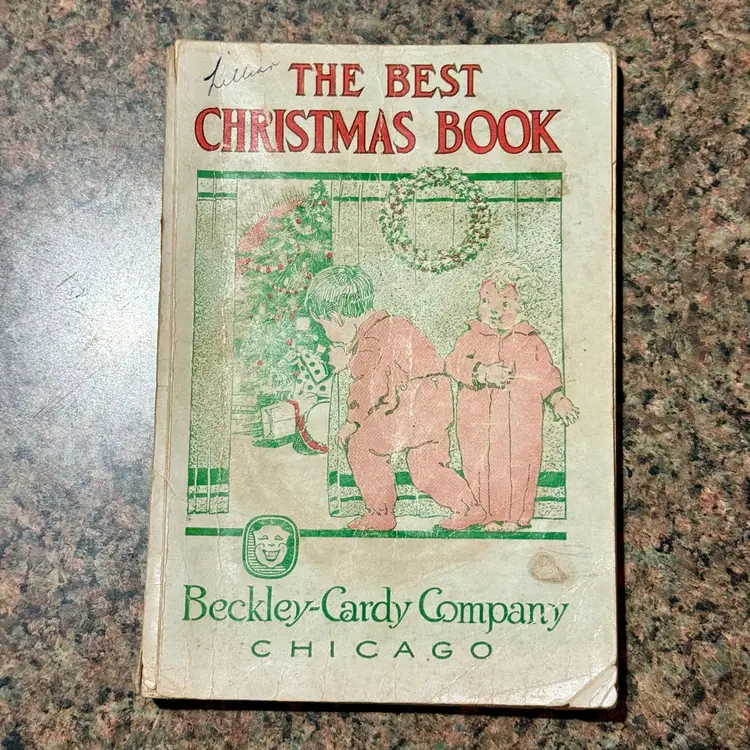 Lillian
THE BEST
CHRISTMAS BOOK
Beckley-Cardy Company
CHICAGO